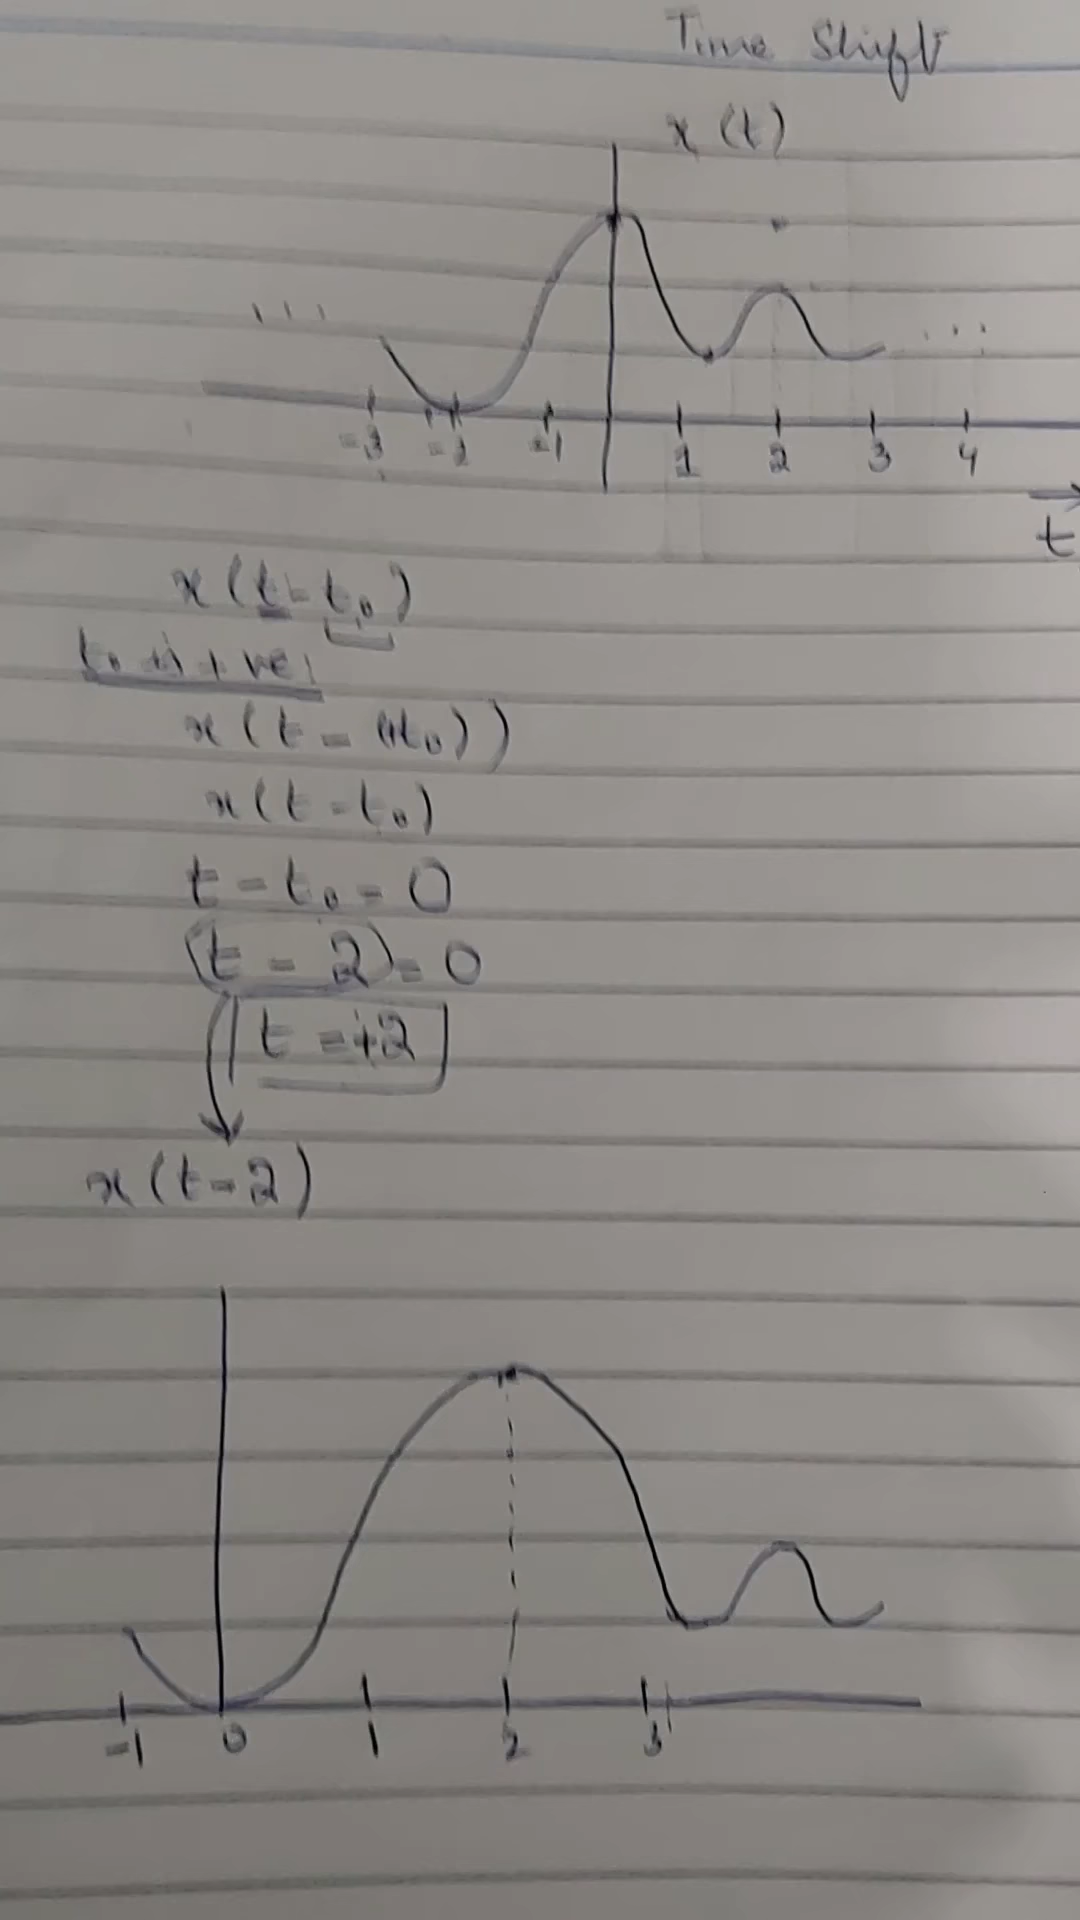 Time Shift
x (t)
... ...
-3 -2 -1 1 2 3 4
t
x (t - t₀)
t₀ +ve
x (t - (+t₀))
x (t - t₀)
t - t₀ = 0
(t - 2) = 0
t = +2
x (t - 2)
-1 0 1 2 3